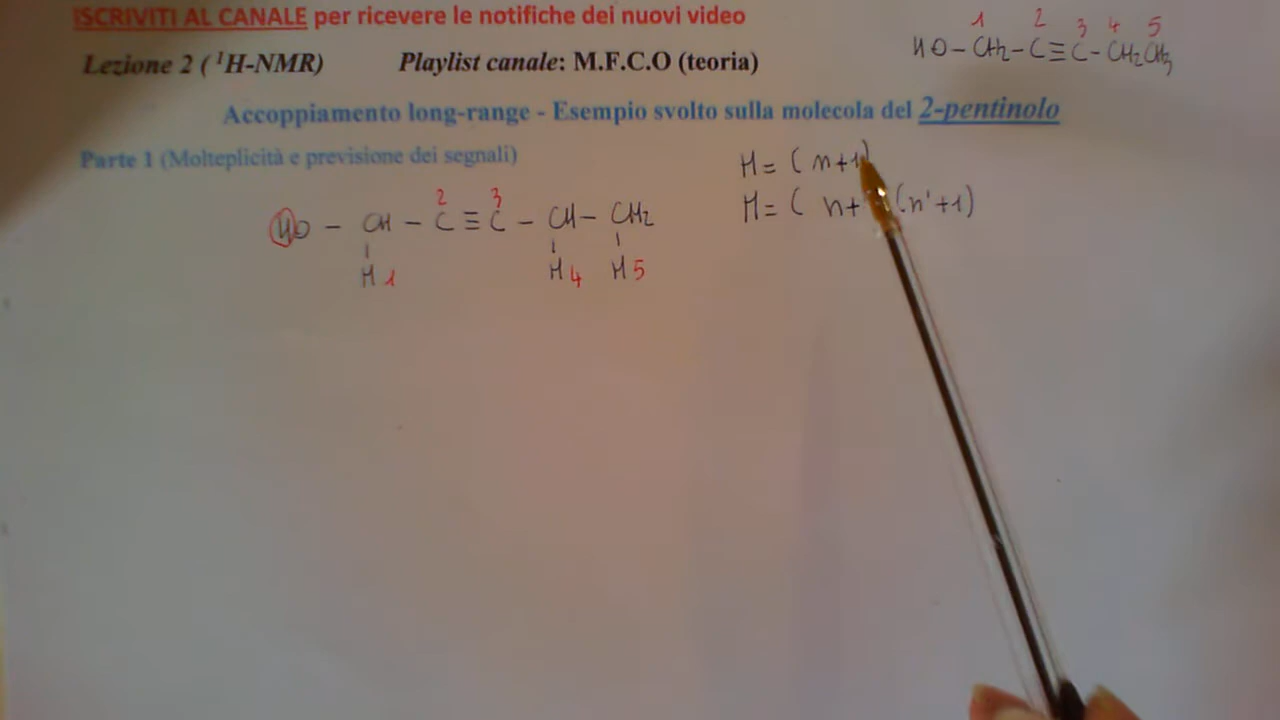 ISCRIVITI AL CANALE per ricevere le notifiche dei nuovi video
1 2 3 4 5
HO-CH2-C≡C-CH2CH3
Lezione 2 ( ¹H-NMR) Playlist canale: M.F.C.O (teoria)
Accoppiamento long-range - Esempio svolto sulla molecola del 2-pentinolo
Parte 1 (Molteplicità e previsione dei segnali)
M= (n+1)
M= ( n+ (n'+1)
2 3
HO - CH - C ≡ C - CH - CH2
H 1 H 4 H 5